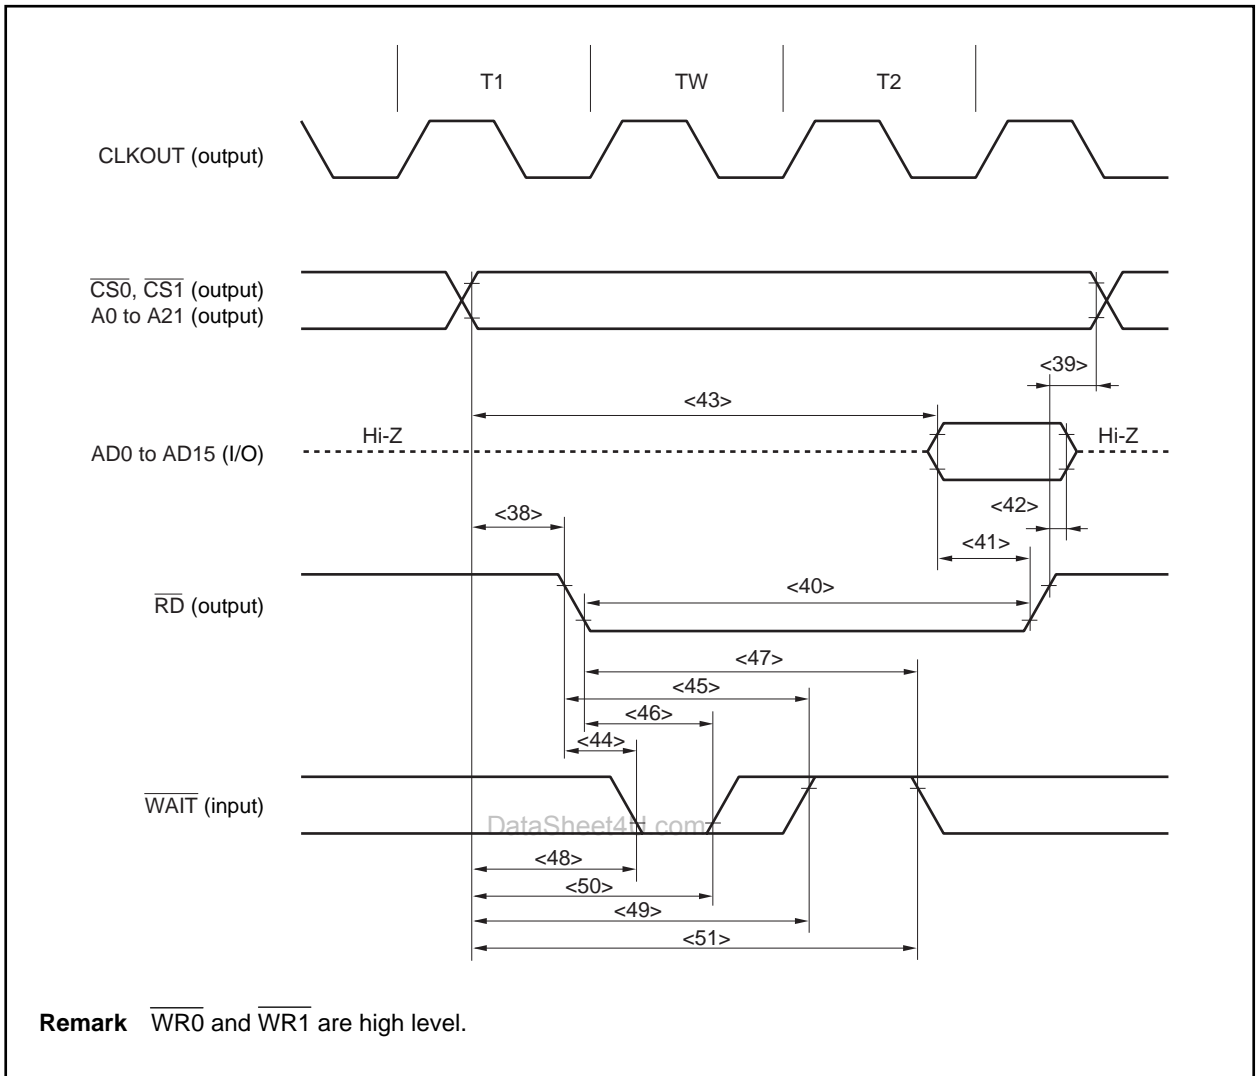 T1 TW T2
CLKOUT (output)
CS0, CS1 (output)
A0 to A21 (output)
<39>
<43>
Hi-Z Hi-Z
AD0 to AD15 (I/O)
<38> <42>
<41>
<40>
RD (output)
<47>
<45>
<46>
<44>
WAIT (input)
<48>
<50>
<49>
<51>
Remark WR0 and WR1 are high level.